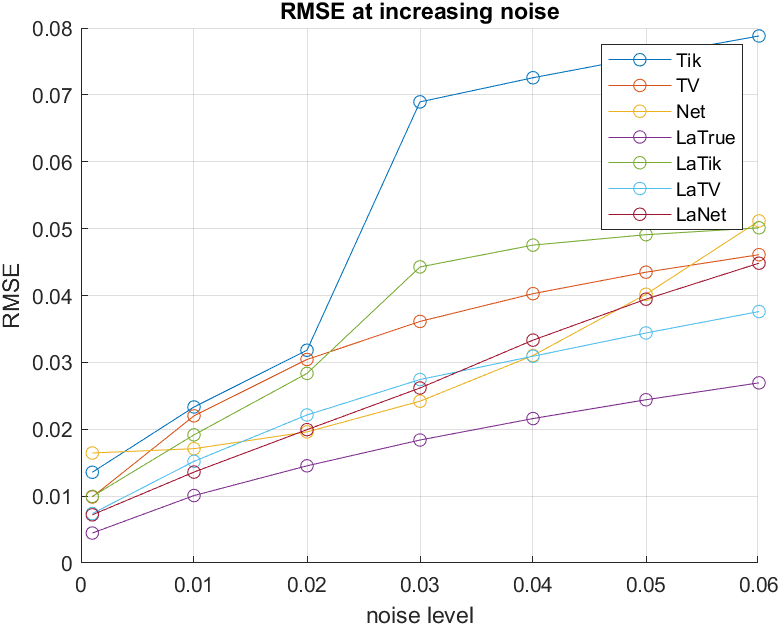 RMSE at increasing noise
0.08
0.07
0.06
0.05
0.04
0.03
0.02
0.01
0
RMSE
Tik
TV
Net
LaTrue
LaTik
LaTV
LaNet
0 0.01 0.02 0.03 0.04 0.05 0.06
noise level